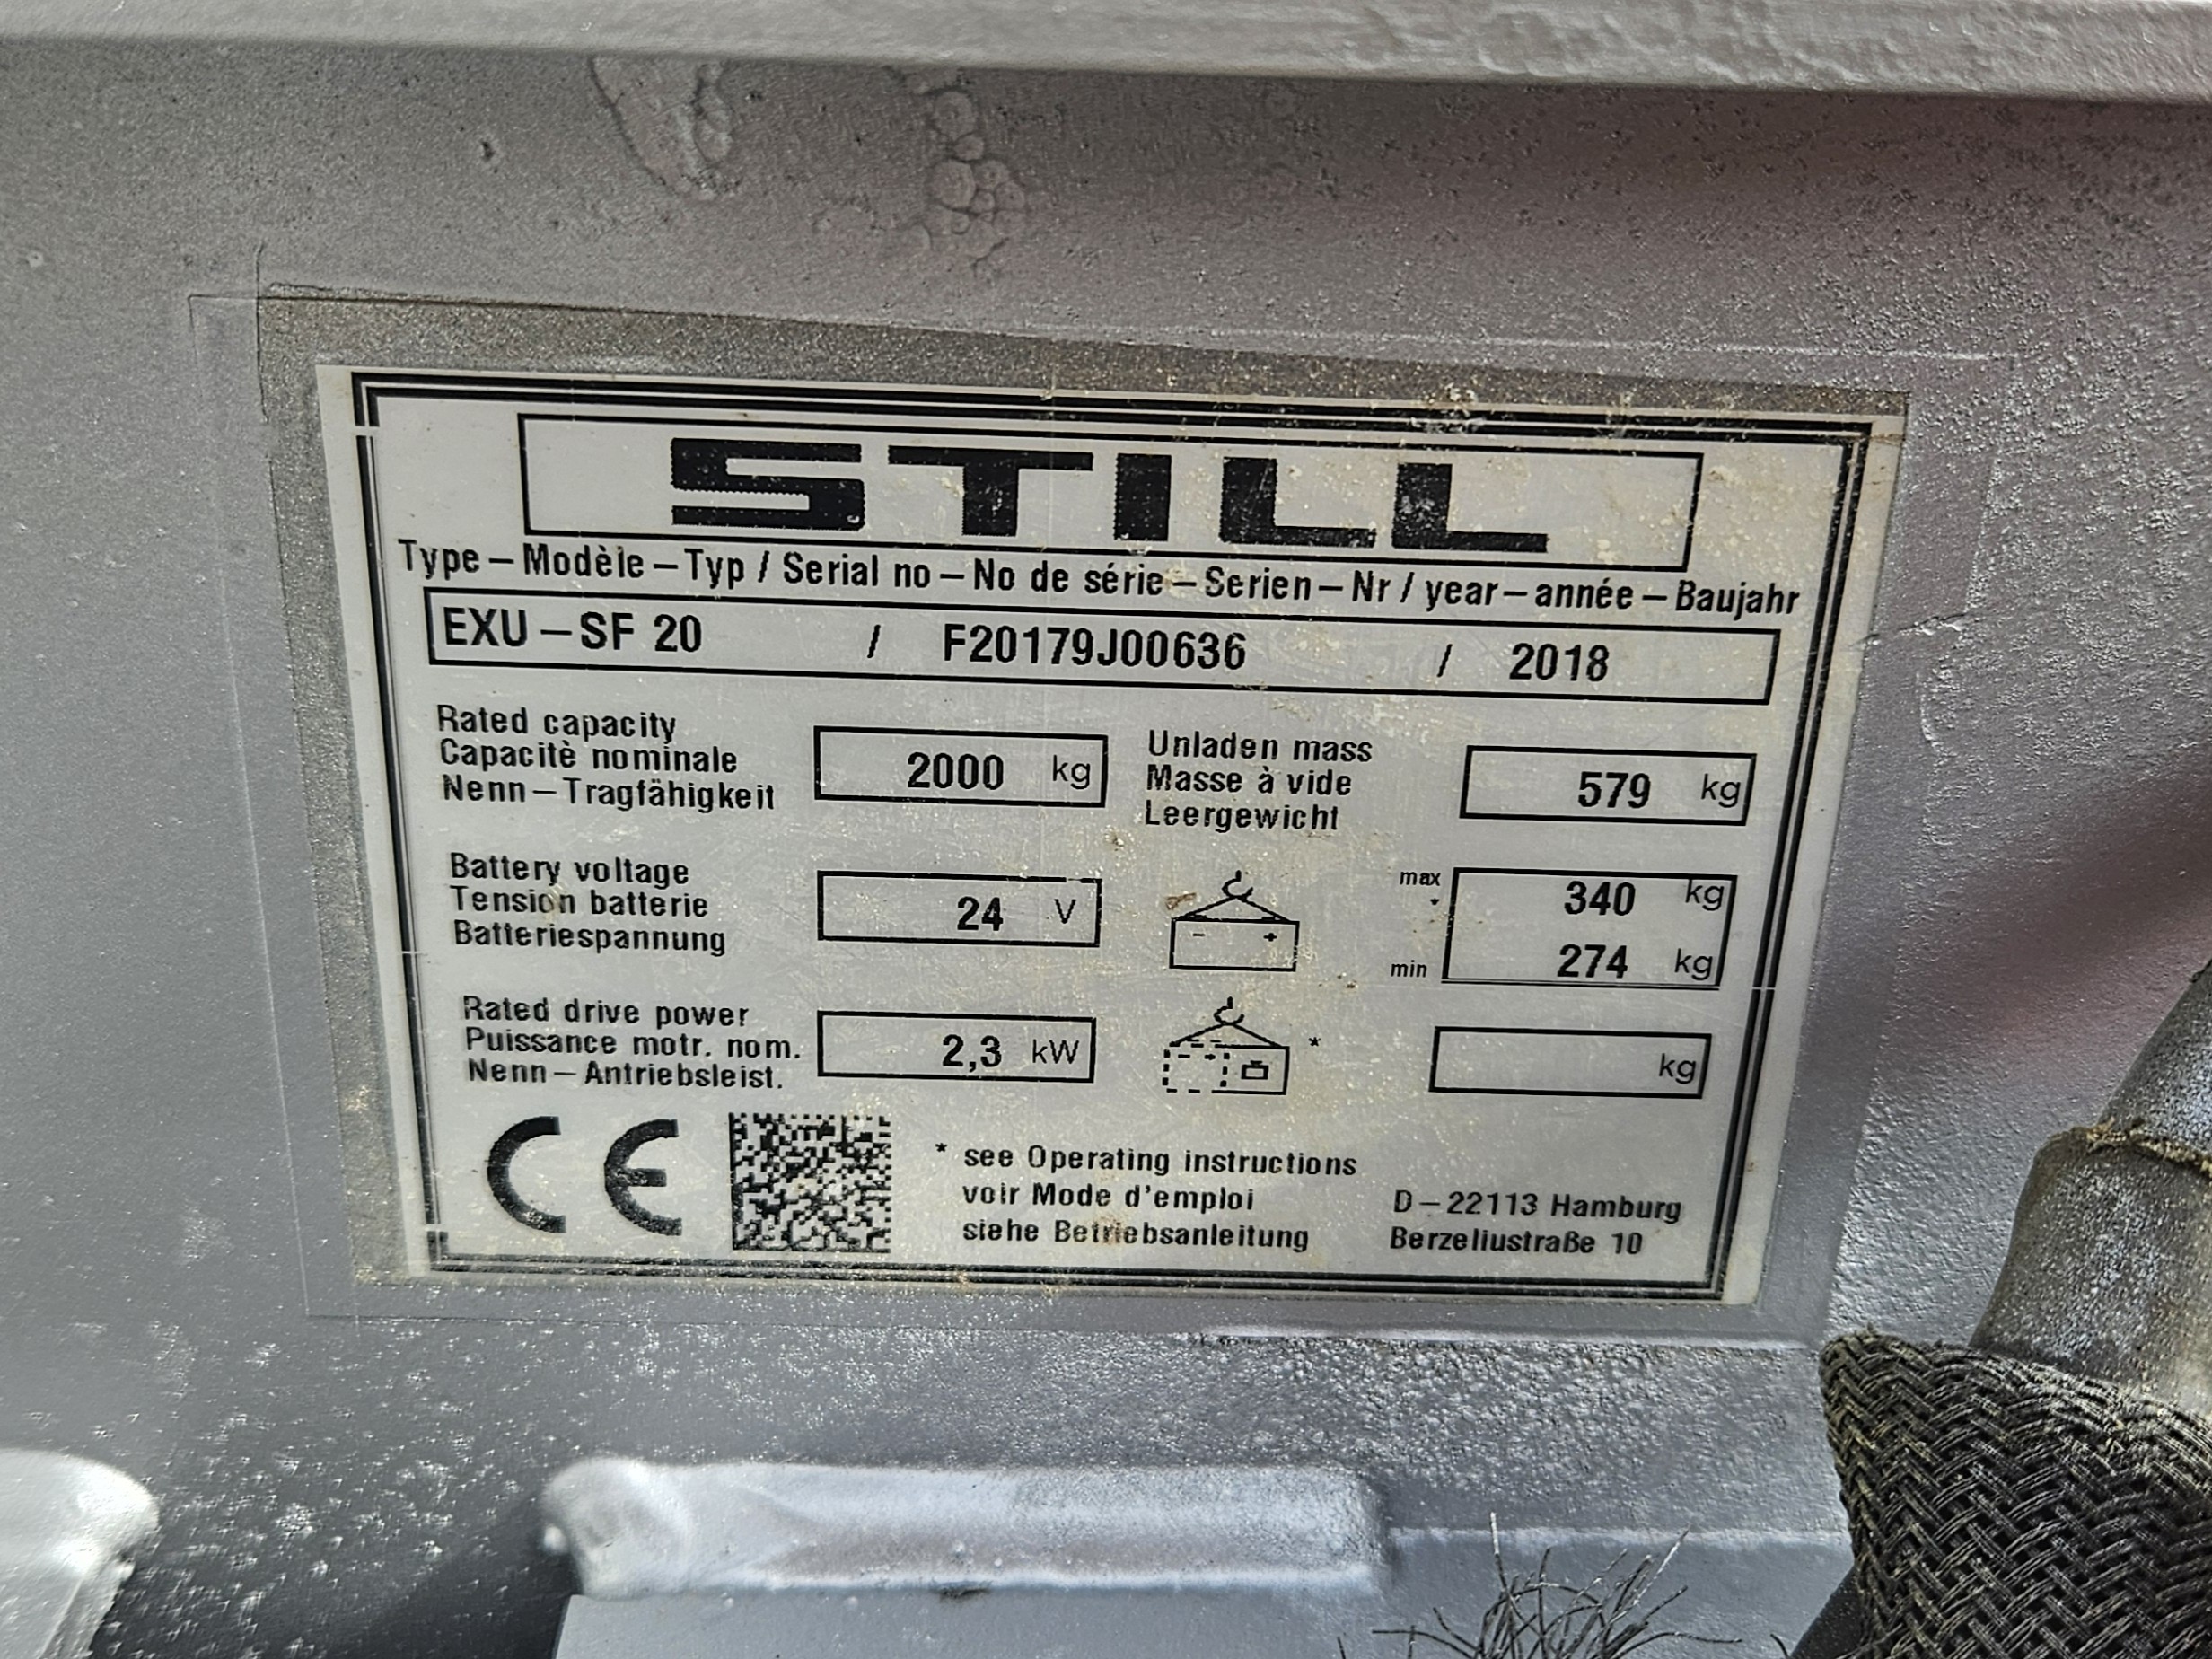 STILL
Type – Modèle – Typ / Serial no – No de série – Serien – Nr / year – année – Baujahr
EXU – SF 20 / F20179J00636 / 2018
Rated capacity
Capacitè nominale
Nenn – Tragfähigkeit
2000 kg
Unladen mass
Masse à vide
Leergewicht
579 kg
Battery voltage
Tension batterie
Batteriespannung
24 V
- +
max 340 kg
*
min 274 kg
Rated drive power
Puissance motr. nom.
Nenn – Antriebsleist.
2,3 kW
* kg
CE
* see Operating instructions
voir Mode d'emploi
siehe Betriebsanleitung
D – 22113 Hamburg
Berzeliustraße 10